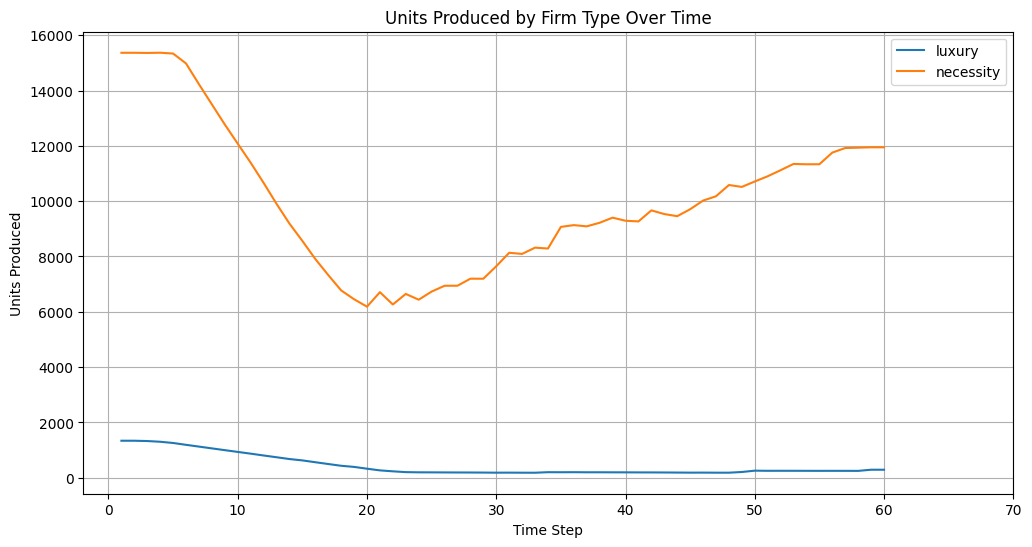 Units Produced by Firm Type Over Time
Units Produced
16000
14000
12000
10000
8000
6000
4000
2000
0
luxury
necessity
0 10 20 30 40 50 60 70
Time Step